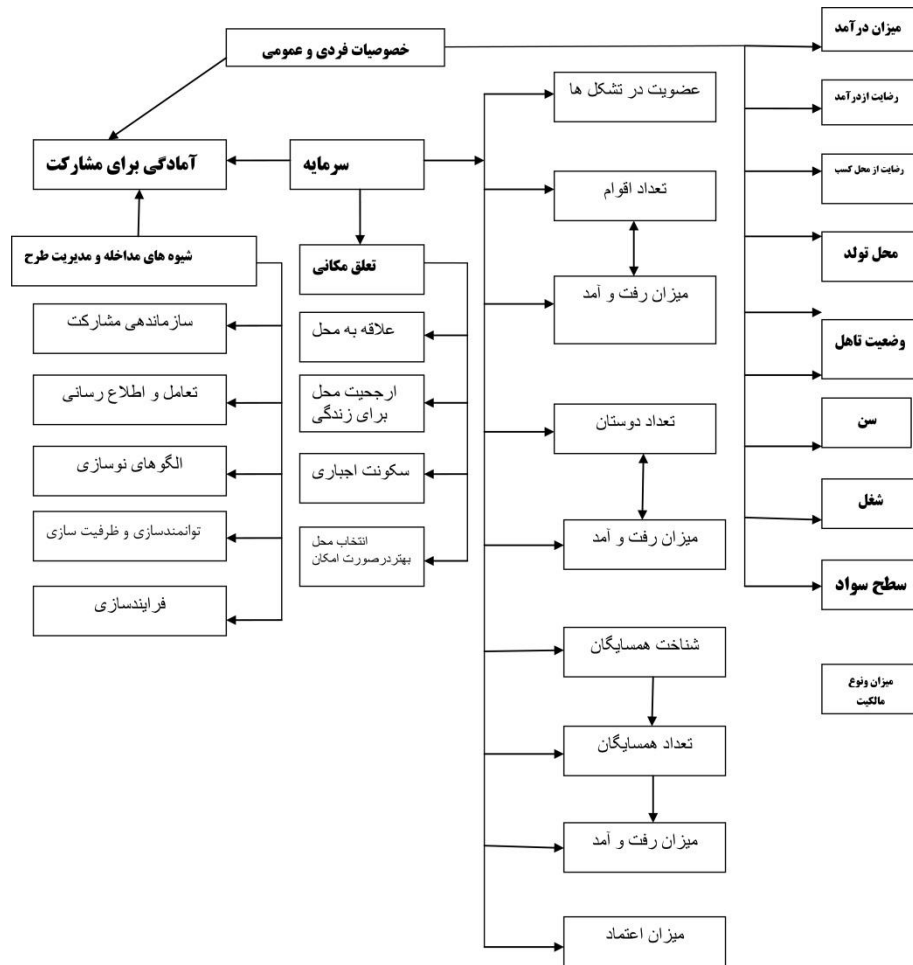 خصوصیات فردی و عمومی
آمادگی برای مشارکت
سرمایه
شیوه های مداخله و مدیریت طرح
سازماندهی مشارکت
تعامل و اطلاع رسانی
الگوهای نوسازی
توانمندسازی و ظرفیت سازی
فرایندسازی
تعلق مکانی
علاقه به محل
ارجحیت محل
برای زندگی
سکونت اجباری
انتخاب محل
بهتردرصورت امکان
عضویت در تشکل ها
تعداد اقوام
میزان رفت و آمد
تعداد دوستان
میزان رفت و آمد
شناخت همسایگان
تعداد همسایگان
میزان رفت و آمد
میزان اعتماد
میزان درآمد
رضایت ازدرآمد
رضایت از محل کسب
محل تولد
وضعیت تاهل
سن
شغل
سطح سواد
میزان ونوع
مالکیت